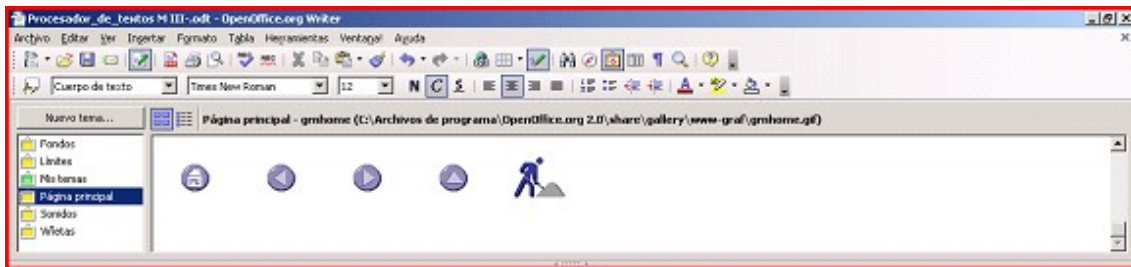 Procesador_de_textos M III-.odt - OpenOffice.org Writer
Archivo Editar Ver Insertar Formato Tabla Herramientas Ventana Ayuda
Cuerpo de texto Times New Roman 12 N C S A
Nuevo tema... Página principal - grnhome (C:\Archivos de programa\OpenOffice.org 2.0\share\gallery\www-graf\grnhome.gif)
Fondos
Límites
Mis temas
Página principal
Sonidos
Viñetas